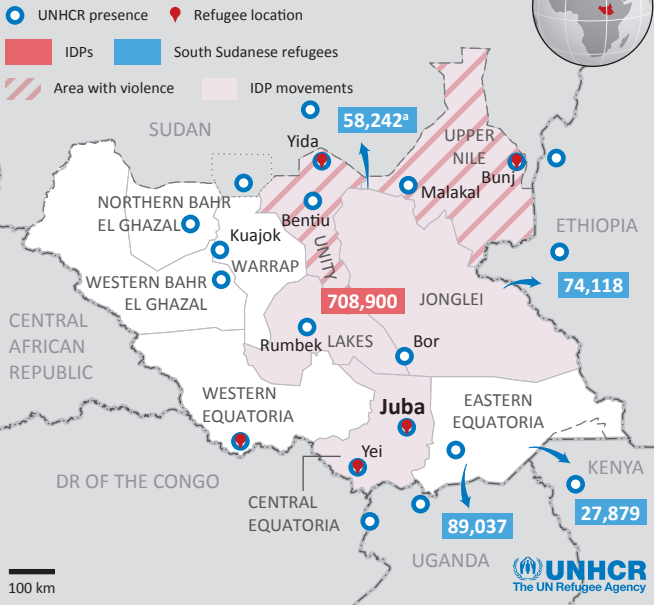 UNHCR presence
Refugee location
IDPs
South Sudanese refugees
Area with violence
IDP movements
SUDAN
58,242ª
Yida
UPPER
NILE
Bunj
Malakal
NORTHERN BAHR
EL GHAZAL
Bentiu
ETHIOPIA
Kuajok
UNITY
WARRAP
WESTERN BAHR
EL GHAZAL
74,118
708,900
JONGLEI
CENTRAL
AFRICAN
REPUBLIC
Rumbek
LAKES
Bor
WESTERN
EQUATORIA
Juba
EASTERN
EQUATORIA
Yei
KENYA
DR OF THE CONGO
CENTRAL
EQUATORIA
27,879
89,037
UGANDA
100 km
UNHCR
The UN Refugee Agency